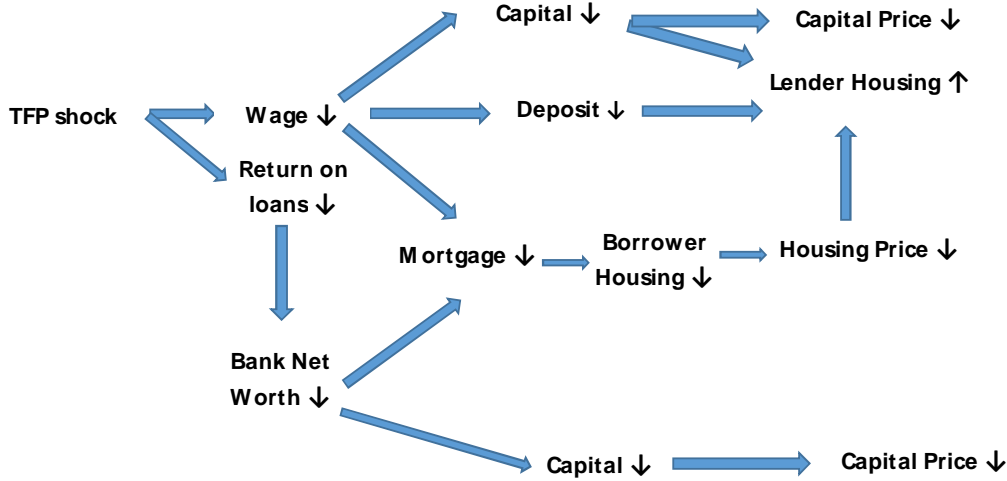 Capital ↓
Capital Price ↓
Lender Housing ↑
TFP shock
Wage ↓
Deposit ↓
Return on
loans ↓
Mortgage ↓
Borrower
Housing ↓
Housing Price ↓
Bank Net
Worth ↓
Capital ↓
Capital Price ↓